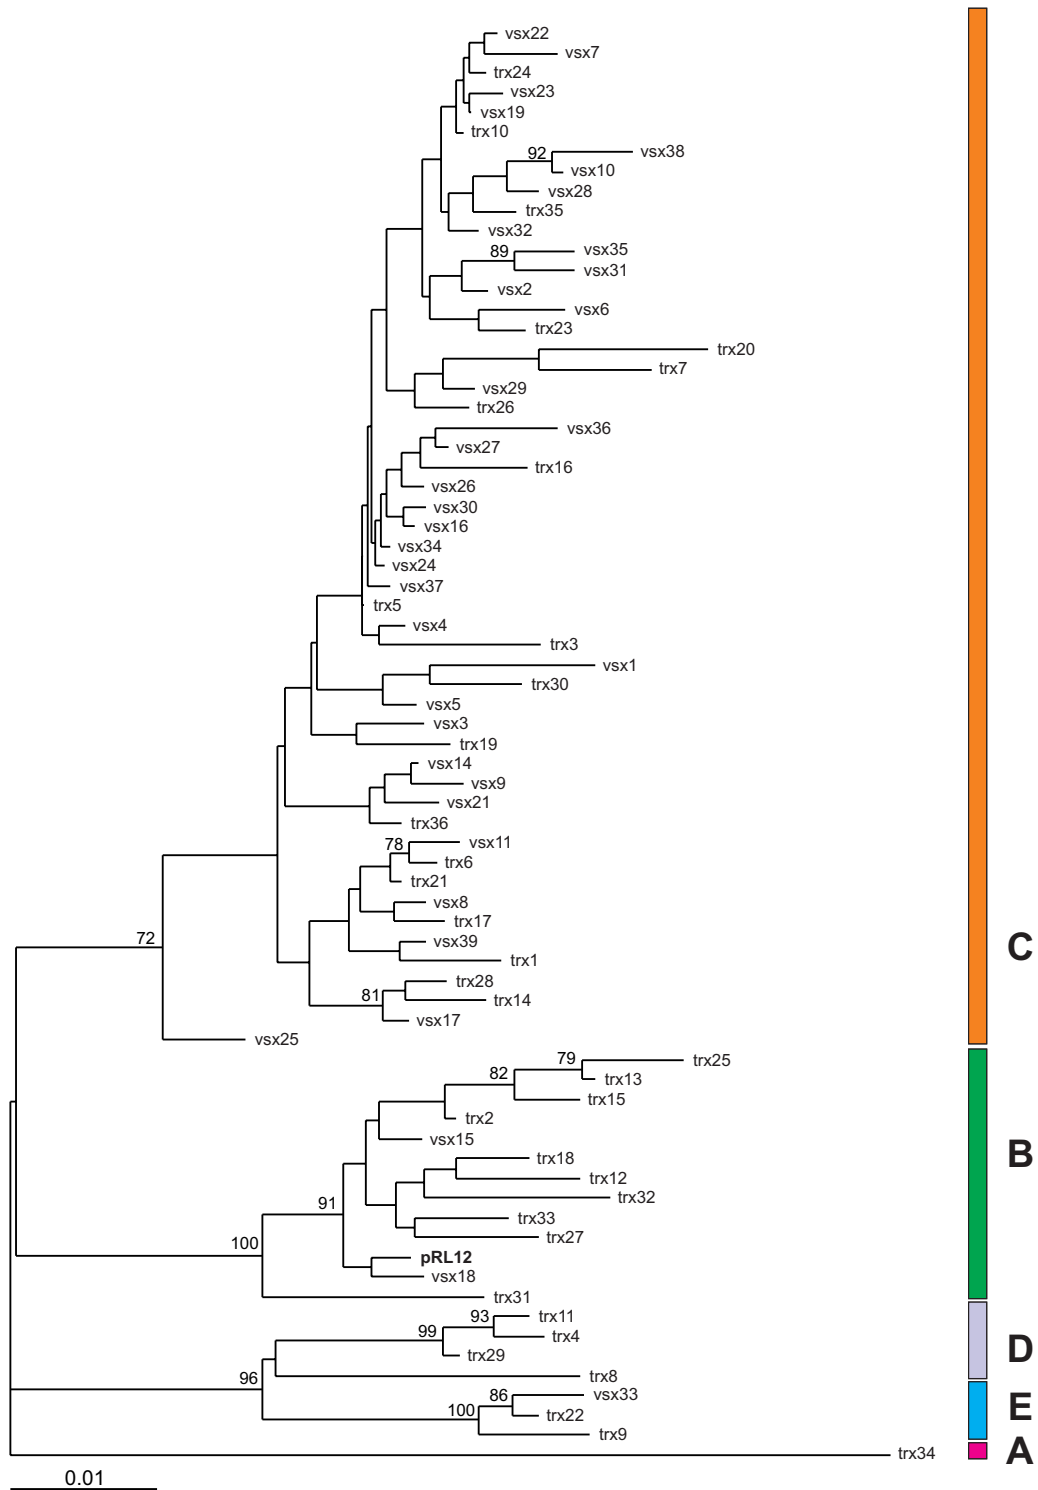 vsx22
vsx7
trx24
vsx23
vsx19
trx10
92
vsx38
vsx10
vsx28
trx35
vsx32
89
vsx35
vsx31
vsx2
vsx6
trx23
trx20
trx7
vsx29
trx26
vsx36
vsx27
trx16
vsx26
vsx30
vsx16
vsx34
vsx24
vsx37
trx5
vsx4
trx3
vsx1
trx30
vsx5
vsx3
trx19
vsx14
vsx9
vsx21
trx36
78
vsx11
trx6
trx21
vsx8
trx17
72
vsx39
C
trx1
trx28
81
trx14
vsx17
vsx25
79
trx25
82
trx13
trx15
trx2
vsx15
B
trx18
trx12
trx32
91
trx33
trx27
100
pRL12
vsx18
trx31
93
trx11
99
trx4
D
trx29
96
trx8
86
vsx33
E
100
trx22
trx9
A
trx34
0.01